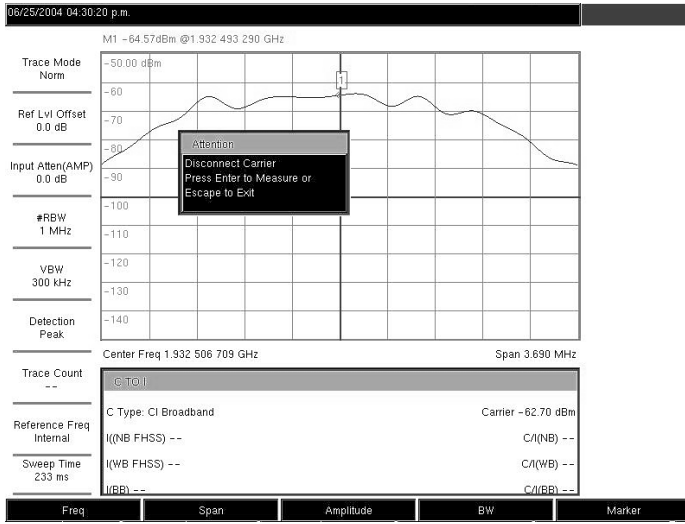 06/25/2004 04:30:20 p.m.
M1 -64.57dBm @1.932 493 290 GHz
Trace Mode
Norm
Ref Lvl Offset
0.0 dB
Input Atten(AMP)
0.0 dB
#RBW
1 MHz
VBW
300 kHz
Detection
Peak
Trace Count
--
Reference Freq
Internal
Sweep Time
233 ms
-50.00 dBm
-60
-70
-80
-90
-100
-110
-120
-130
-140
1
Attention
Disconnect Carrier
Press Enter to Measure or
Escape to Exit
Center Freq 1.932 506 709 GHz
Span 3.690 MHz
C TO I
C Type: CI Broadband
Carrier -62.70 dBm
I((NB FHSS) --
C/I(NB) --
I(WB FHSS) --
C/I(WB) --
I(BB) --
C/I(BB) --
Freq
Span
Amplitude
BW
Marker